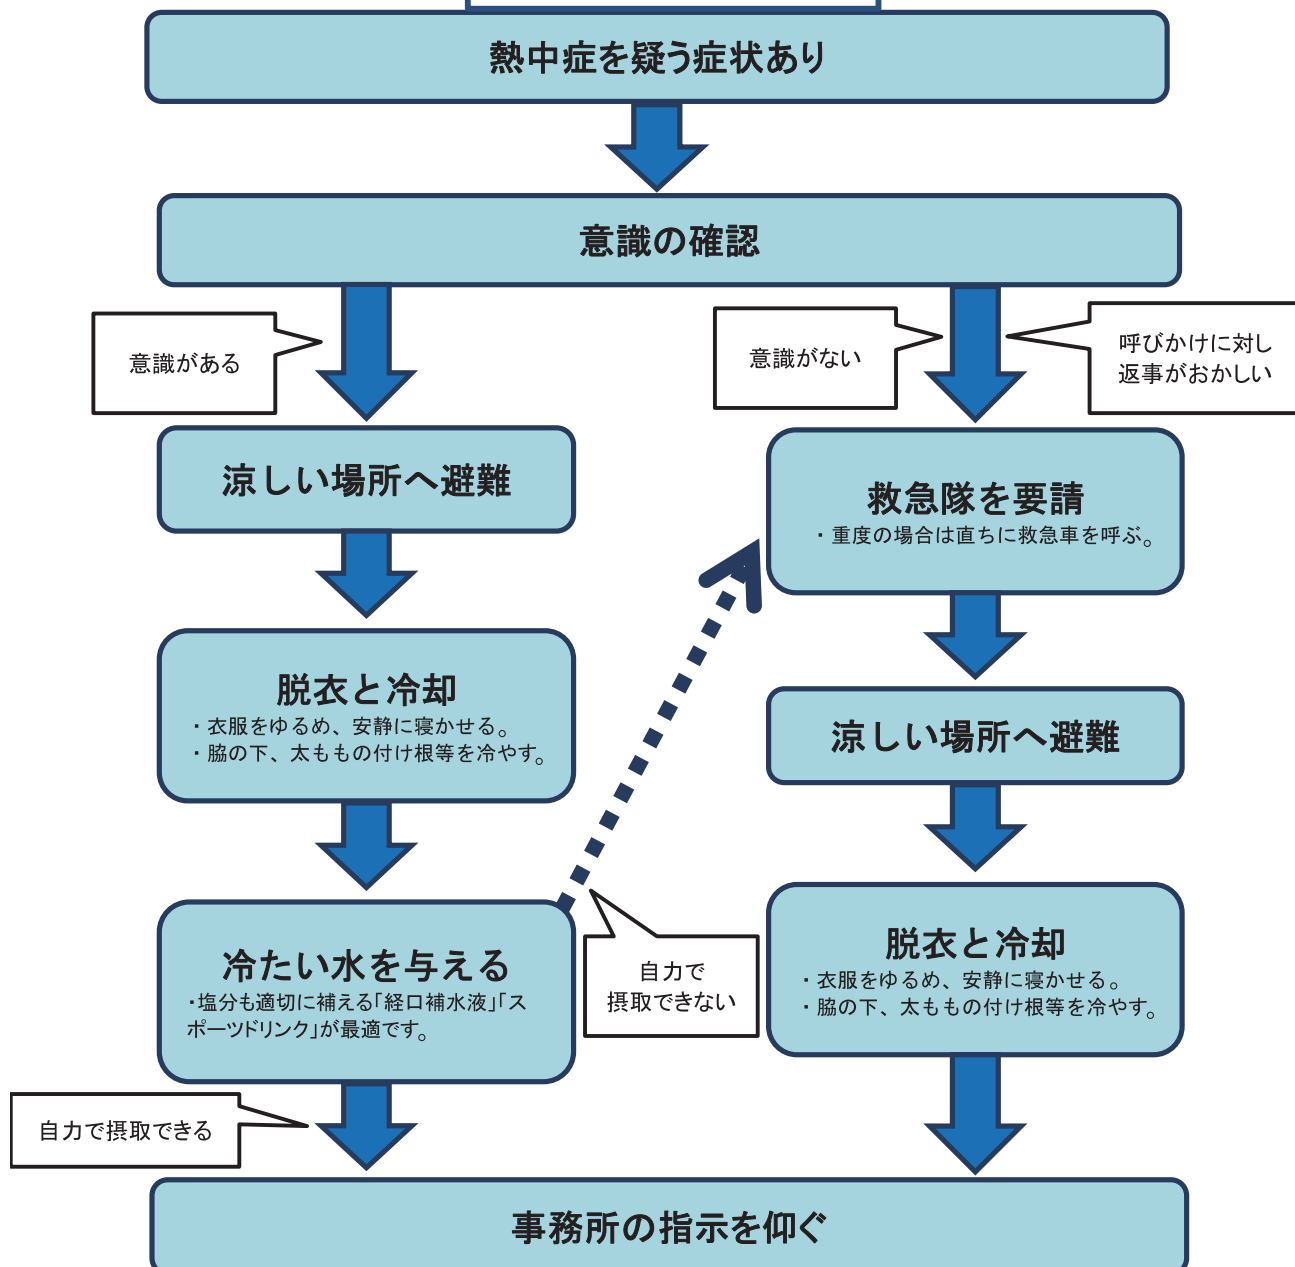 熱中症を疑う症状あり
意識の確認
意識がある
意識がない
呼びかけに対し
返事がおかしい
涼しい場所へ避難
救急隊を要請
・重度の場合は直ちに救急車を呼ぶ。
脱衣と冷却
・衣服をゆるめ、安静に寝かせる。
・脇の下、太ももの付け根等を冷やす。
涼しい場所へ避難
冷たい水を与える
・塩分も適切に補える「経口補水液」「ス
ポーツドリンク」が最適です。
自力で
摂取できない
脱衣と冷却
・衣服をゆるめ、安静に寝かせる。
・脇の下、太ももの付け根等を冷やす。
自力で摂取できる
事務所の指示を仰ぐ